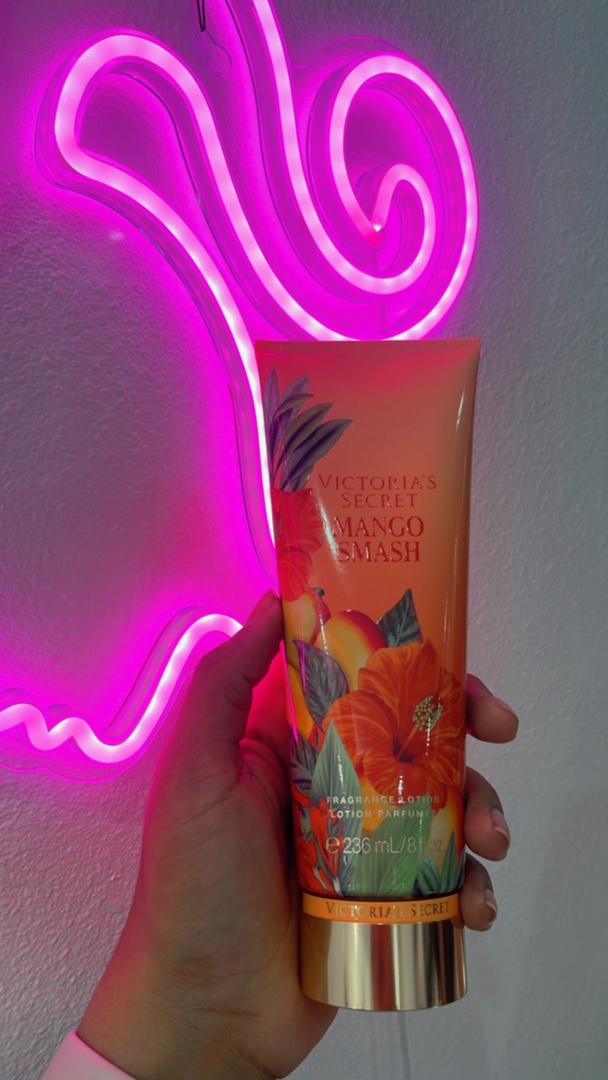 VICTORIA'S
SECRET
MANGO
SMASH
FRAGRANCE LOTION
LOTION PARFUMÉE
℮ 236 mL/8 fl oz
VICTORIA'S SECRET